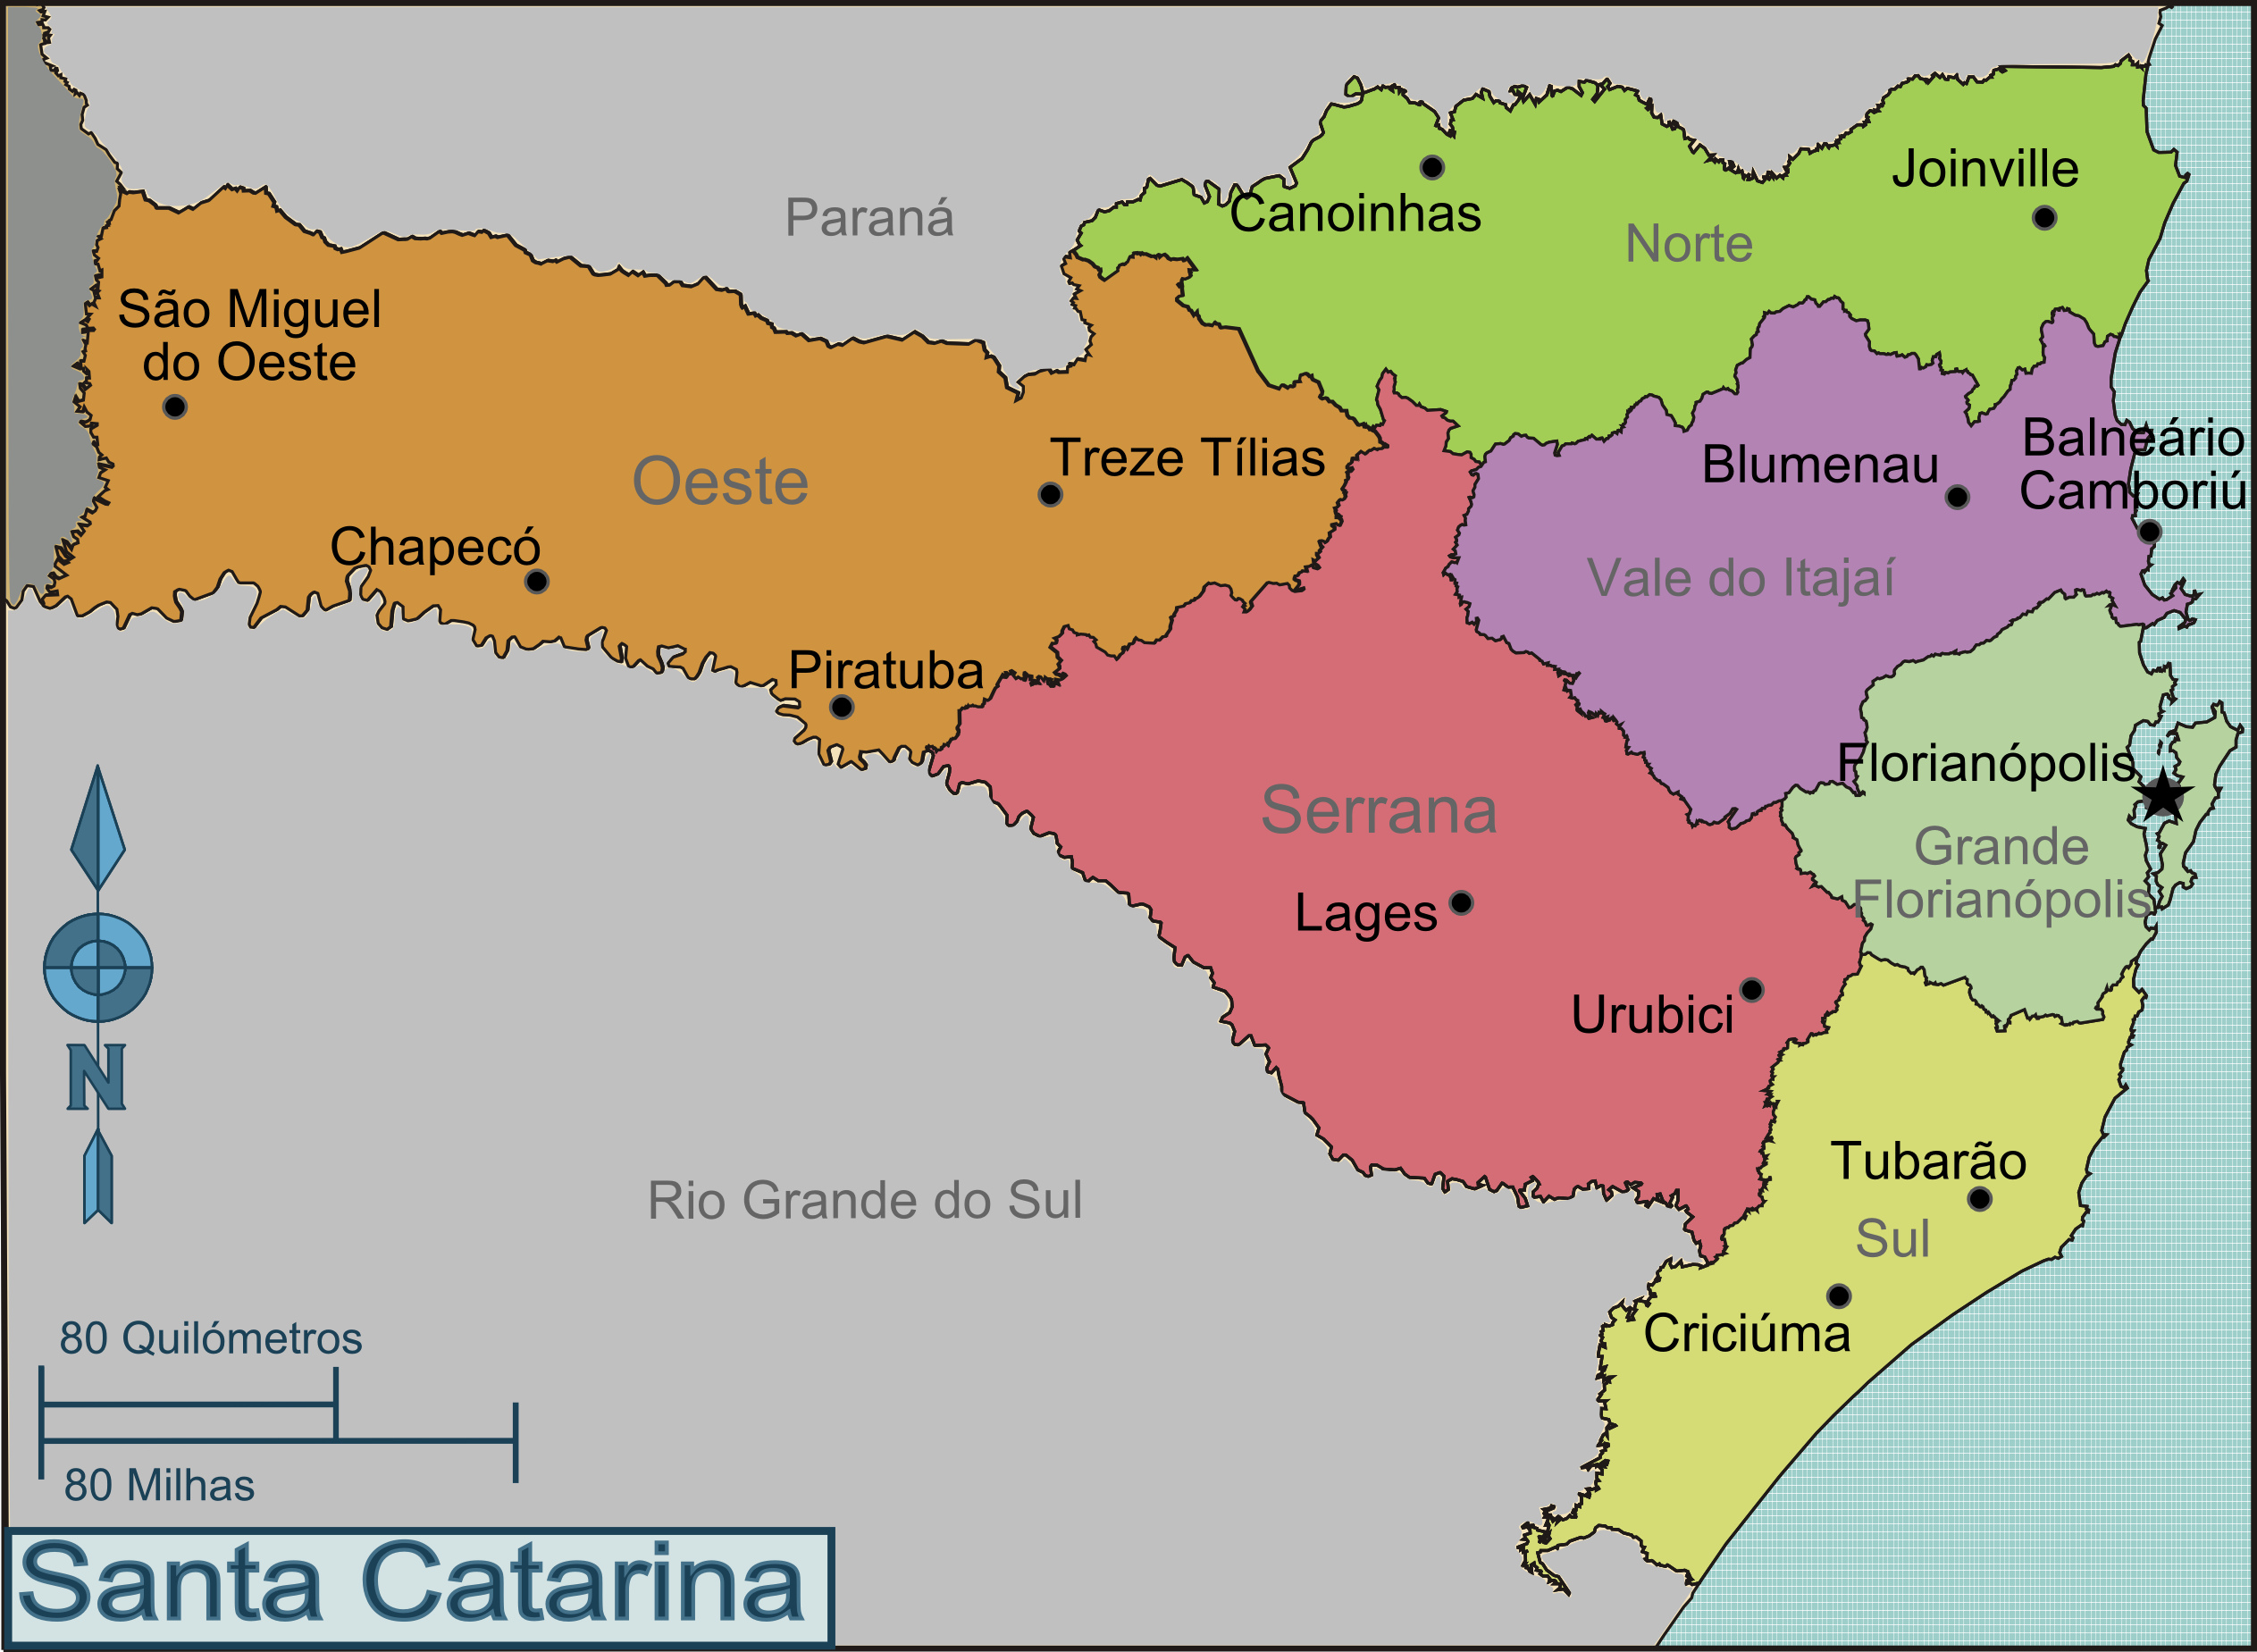 Joinville
Canoinhas
Paraná
Norte
São Miguel
do Oeste
Treze Tílias
Oeste
Balneário
Camboriú
Blumenau
Chapecó
Vale do Itajaí
Piratuba
Florianópolis
Serrana
Grande
Florianópolis
Lages
Urubici
N
Tubarão
Rio Grande do Sul
Sul
Criciúma
80 Quilómetros
80 Milhas
Santa Catarina